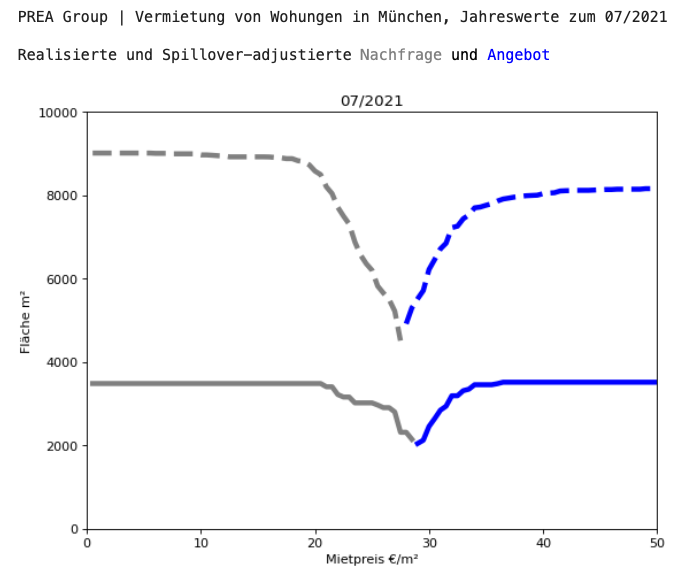 PREA Group | Vermietung von Wohungen in München, Jahreswerte zum 07/2021
Realisierte und Spillover-adjustierte Nachfrage und Angebot
07/2021
10000
8000
6000
4000
2000
0
Fläche m²
0 10 20 30 40 50
Mietpreis €/m²